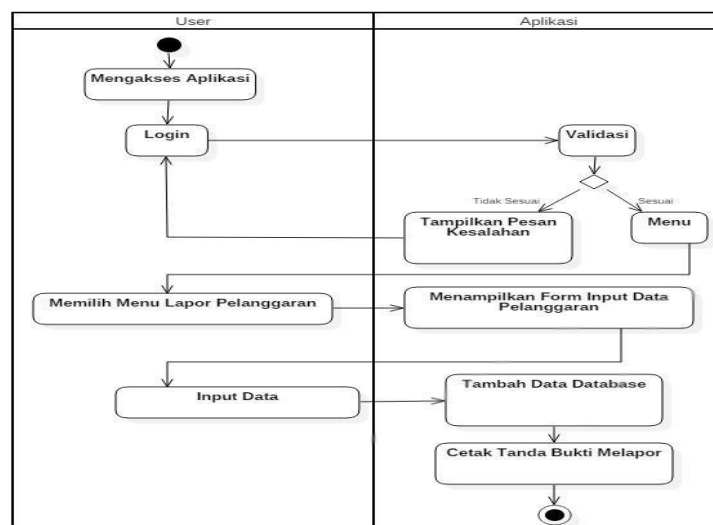 User
Aplikasi
Mengakses Aplikasi
Login
Validasi
Tidak Sesuai
Sesuai
Tampilkan Pesan
Kesalahan
Menu
Memilih Menu Lapor Pelanggaran
Menampilkan Form Input Data
Pelanggaran
Input Data
Tambah Data Database
Cetak Tanda Bukti Melapor